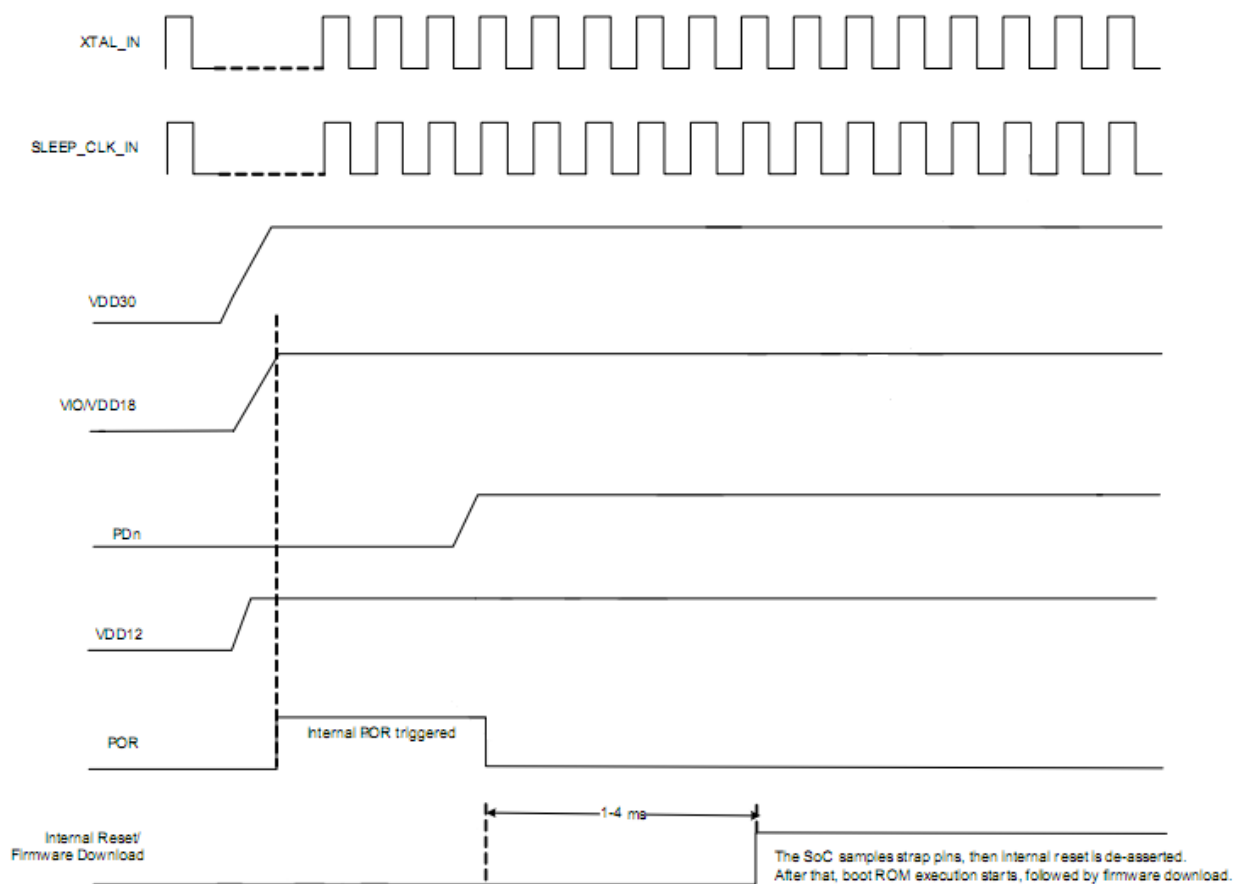 XTAL_IN
SLEEP_CLK_IN
VDD30
VIO/VDD18
PDn
VDD12
POR
Internal POR triggered
1-4 ms
Internal Reset/
Firmware Download
The SoC samples strap pins, then internal reset is de-asserted.
After that, boot ROM execution starts, followed by firmware download.